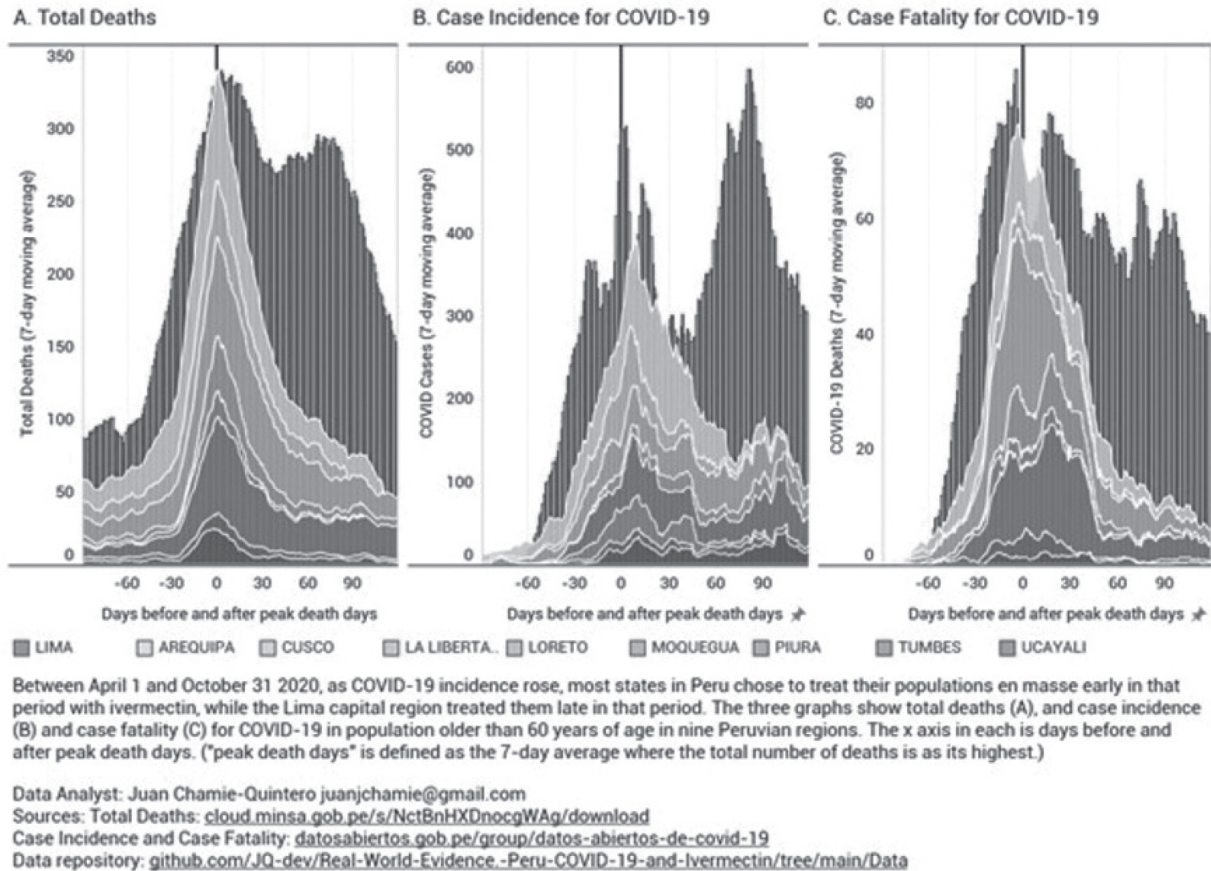 A. Total Deaths
B. Case Incidence for COVID-19
C. Case Fatality for COVID-19
350
300
250
200
150
100
50
0
Total Deaths (7-day moving average)
-60 -30 0 30 60 90
Days before and after peak death days
600
500
400
300
200
100
0
COVID Cases (7-day moving average)
-60 -30 0 30 60 90
Days before and after peak death days
80
60
40
20
0
COVID-19 Deaths (7-day moving average)
-60 -30 0 30 60 90
Days before and after peak death days
LIMA AREQUIPA CUSCO LA LIBERTA.. LORETO MOQUEGUA PIURA TUMBES UCAYALI
Between April 1 and October 31 2020, as COVID-19 incidence rose, most states in Peru chose to treat their populations en masse early in that
period with ivermectin, while the Lima capital region treated them late in that period. The three graphs show total deaths (A), and case incidence
(B) and case fatality (C) for COVID-19 in population older than 60 years of age in nine Peruvian regions. The x axis in each is days before and
after peak death days. ("peak death days" is defined as the 7-day average where the total number of deaths is as its highest.)
Data Analyst: Juan Chamie-Quintero juanjchamie@gmail.com
Sources: Total Deaths: cloud.minsa.gob.pe/s/NctBnHXDnocgWAg/download
Case Incidence and Case Fatality: datosabiertos.gob.pe/group/datos-abiertos-de-covid-19
Data repository: github.com/JQ-dev/Real-World-Evidence.-Peru-COVID-19-and-Ivermectin/tree/main/Data